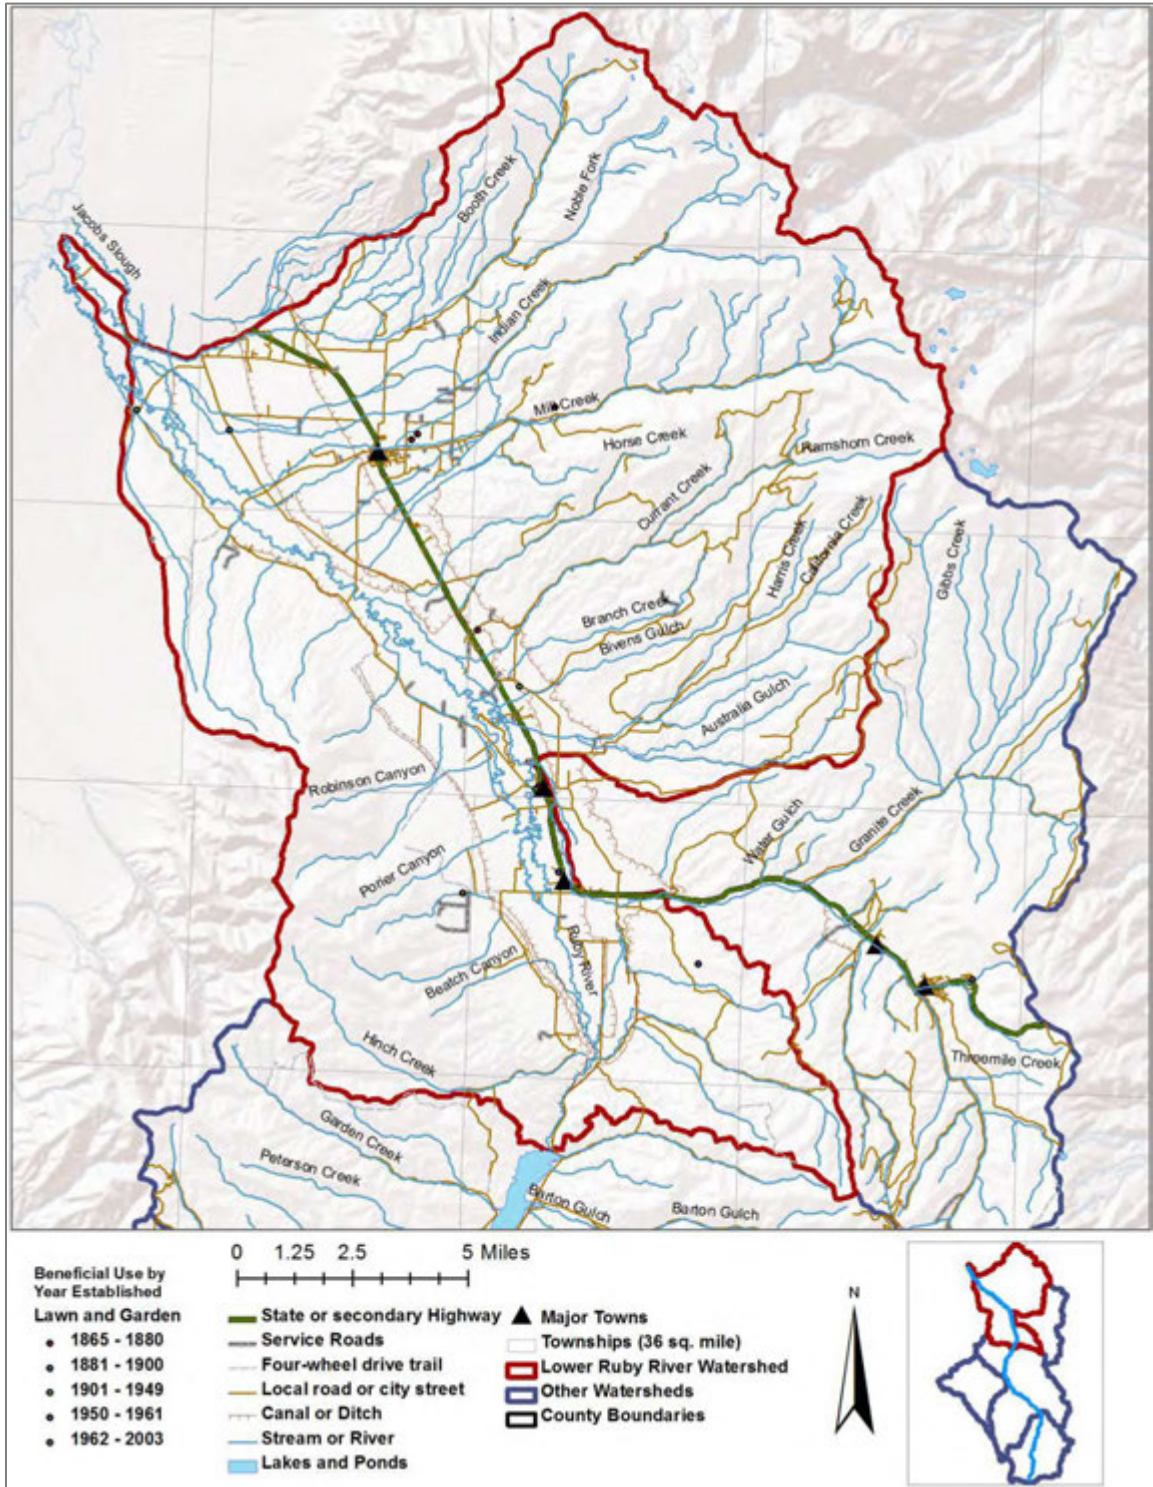 Jacobs Slough
Booth Creek
Noble Fork
Indian Creek
Mill Creek
Horse Creek
Ramshorn Creek
Currant Creek
Harris Creek
California Creek
Gibbs Creek
Branch Creek
Bivens Gulch
Australia Gulch
Robinson Canyon
Water Gulch
Granite Creek
Porier Canyon
Ruby River
Beatch Canyon
Hinch Creek
Threemile Creek
Garden Creek
Peterson Creek
Barton Gulch
Barton Gulch
0 1.25 2.5 5 Miles
Beneficial Use by
Year Established
Lawn and Garden
1865 - 1880
1881 - 1900
1901 - 1949
1950 - 1961
1962 - 2003
State or secondary Highway
Service Roads
Four-wheel drive trail
Local road or city street
Canal or Ditch
Stream or River
Lakes and Ponds
Major Towns
Townships (36 sq. mile)
Lower Ruby River Watershed
Other Watersheds
County Boundaries
N